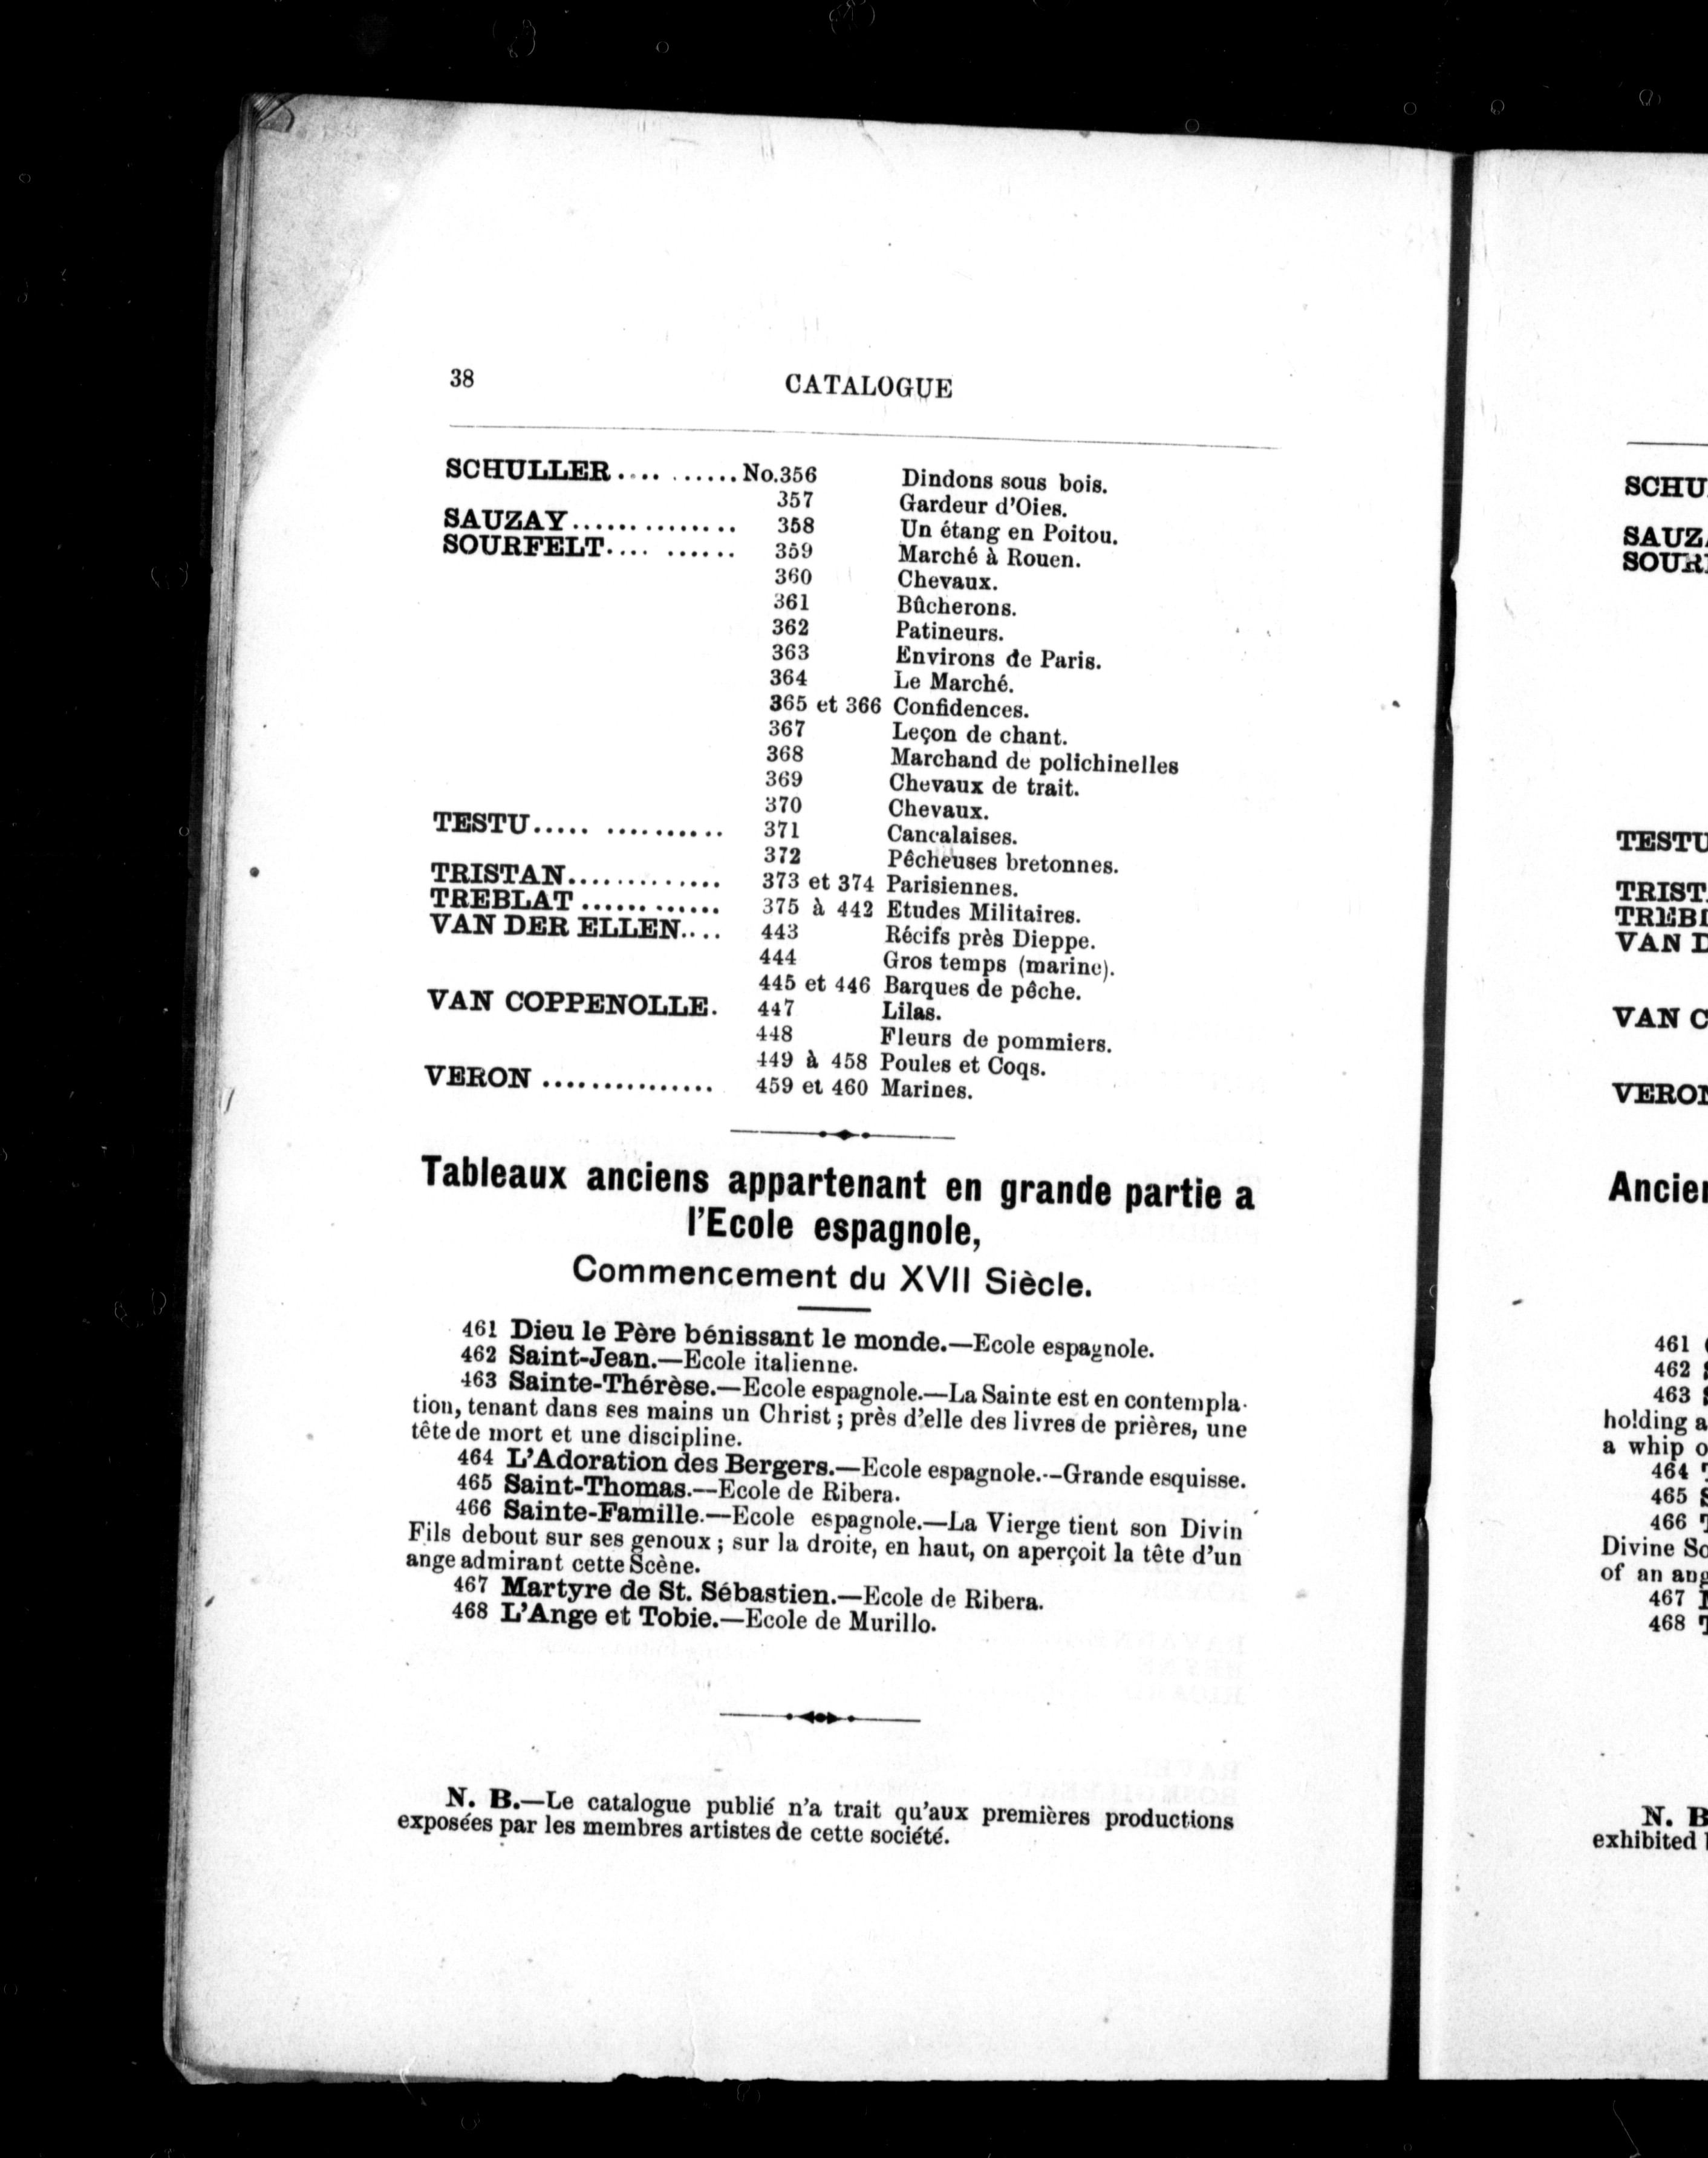 38
CATALOGUE
SCHULLER.... ......No.356 Dindons sous bois.
357 Gardeur d'Oies.
SAUZAY.............. 358 Un étang en Poitou.
SOURFELT.... ...... 359 Marché à Rouen.
360 Chevaux.
361 Bûcherons.
362 Patineurs.
363 Environs de Paris.
364 Le Marché.
365 et 366 Confidences.
367 Leçon de chant.
368 Marchand de polichinelles
369 Chevaux de trait.
370 Chevaux.
TESTU..... .......... 371 Cancalaises.
372 Pêcheuses bretonnes.
TRISTAN............. 373 et 374 Parisiennes.
TREBLAT ............ 375 à 442 Etudes Militaires.
VAN DER ELLEN.... 443 Récifs près Dieppe.
444 Gros temps (marine).
445 et 446 Barques de pêche.
VAN COPPENOLLE. 447 Lilas.
448 Fleurs de pommiers.
449 à 458 Poules et Coqs.
VERON ............... 459 et 460 Marines.
Tableaux anciens appartenant en grande partie a
l'Ecole espagnole,
Commencement du XVII Siècle.
461 Dieu le Père bénissant le monde.—Ecole espagnole.
462 Saint-Jean.—Ecole italienne.
463 Sainte-Thérèse.—Ecole espagnole.—La Sainte est en contempla-
tion, tenant dans ses mains un Christ ; près d'elle des livres de prières, une
tête de mort et une discipline.
464 L'Adoration des Bergers.—Ecole espagnole.--Grande esquisse.
465 Saint-Thomas.—Ecole de Ribera.
466 Sainte-Famille.—Ecole espagnole.—La Vierge tient son Divin
Fils debout sur ses genoux ; sur la droite, en haut, on aperçoit la tête d'un
ange admirant cette Scène.
467 Martyre de St. Sébastien.—Ecole de Ribera.
468 L'Ange et Tobie.—Ecole de Murillo.
N. B.—Le catalogue publié n'a trait qu'aux premières productions
exposées par les membres artistes de cette société.
SCHU
SAUZ
SOUR
TESTU
TRIST
TREBL
VAN D
VAN C
VERON
Ancien
461
462
463
holding a
a whip o
464
465
466
Divine So
of an ang
467
468
N. B
exhibited